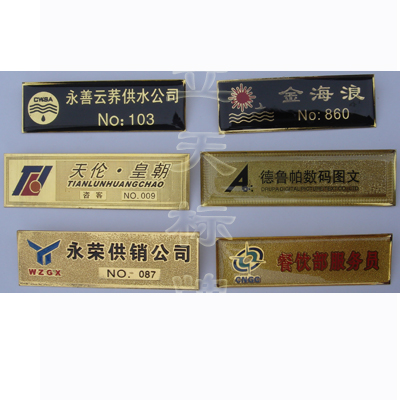 CWSA
永善云荞供水公司
No: 103
金海浪
No: 860
天伦·皇朝
TIANLUNHUANGCHAO
NO.009
A
德鲁帕数码图文
永荣供销公司
WZGX
NO.- 087
餐饮部服务员
CNGC